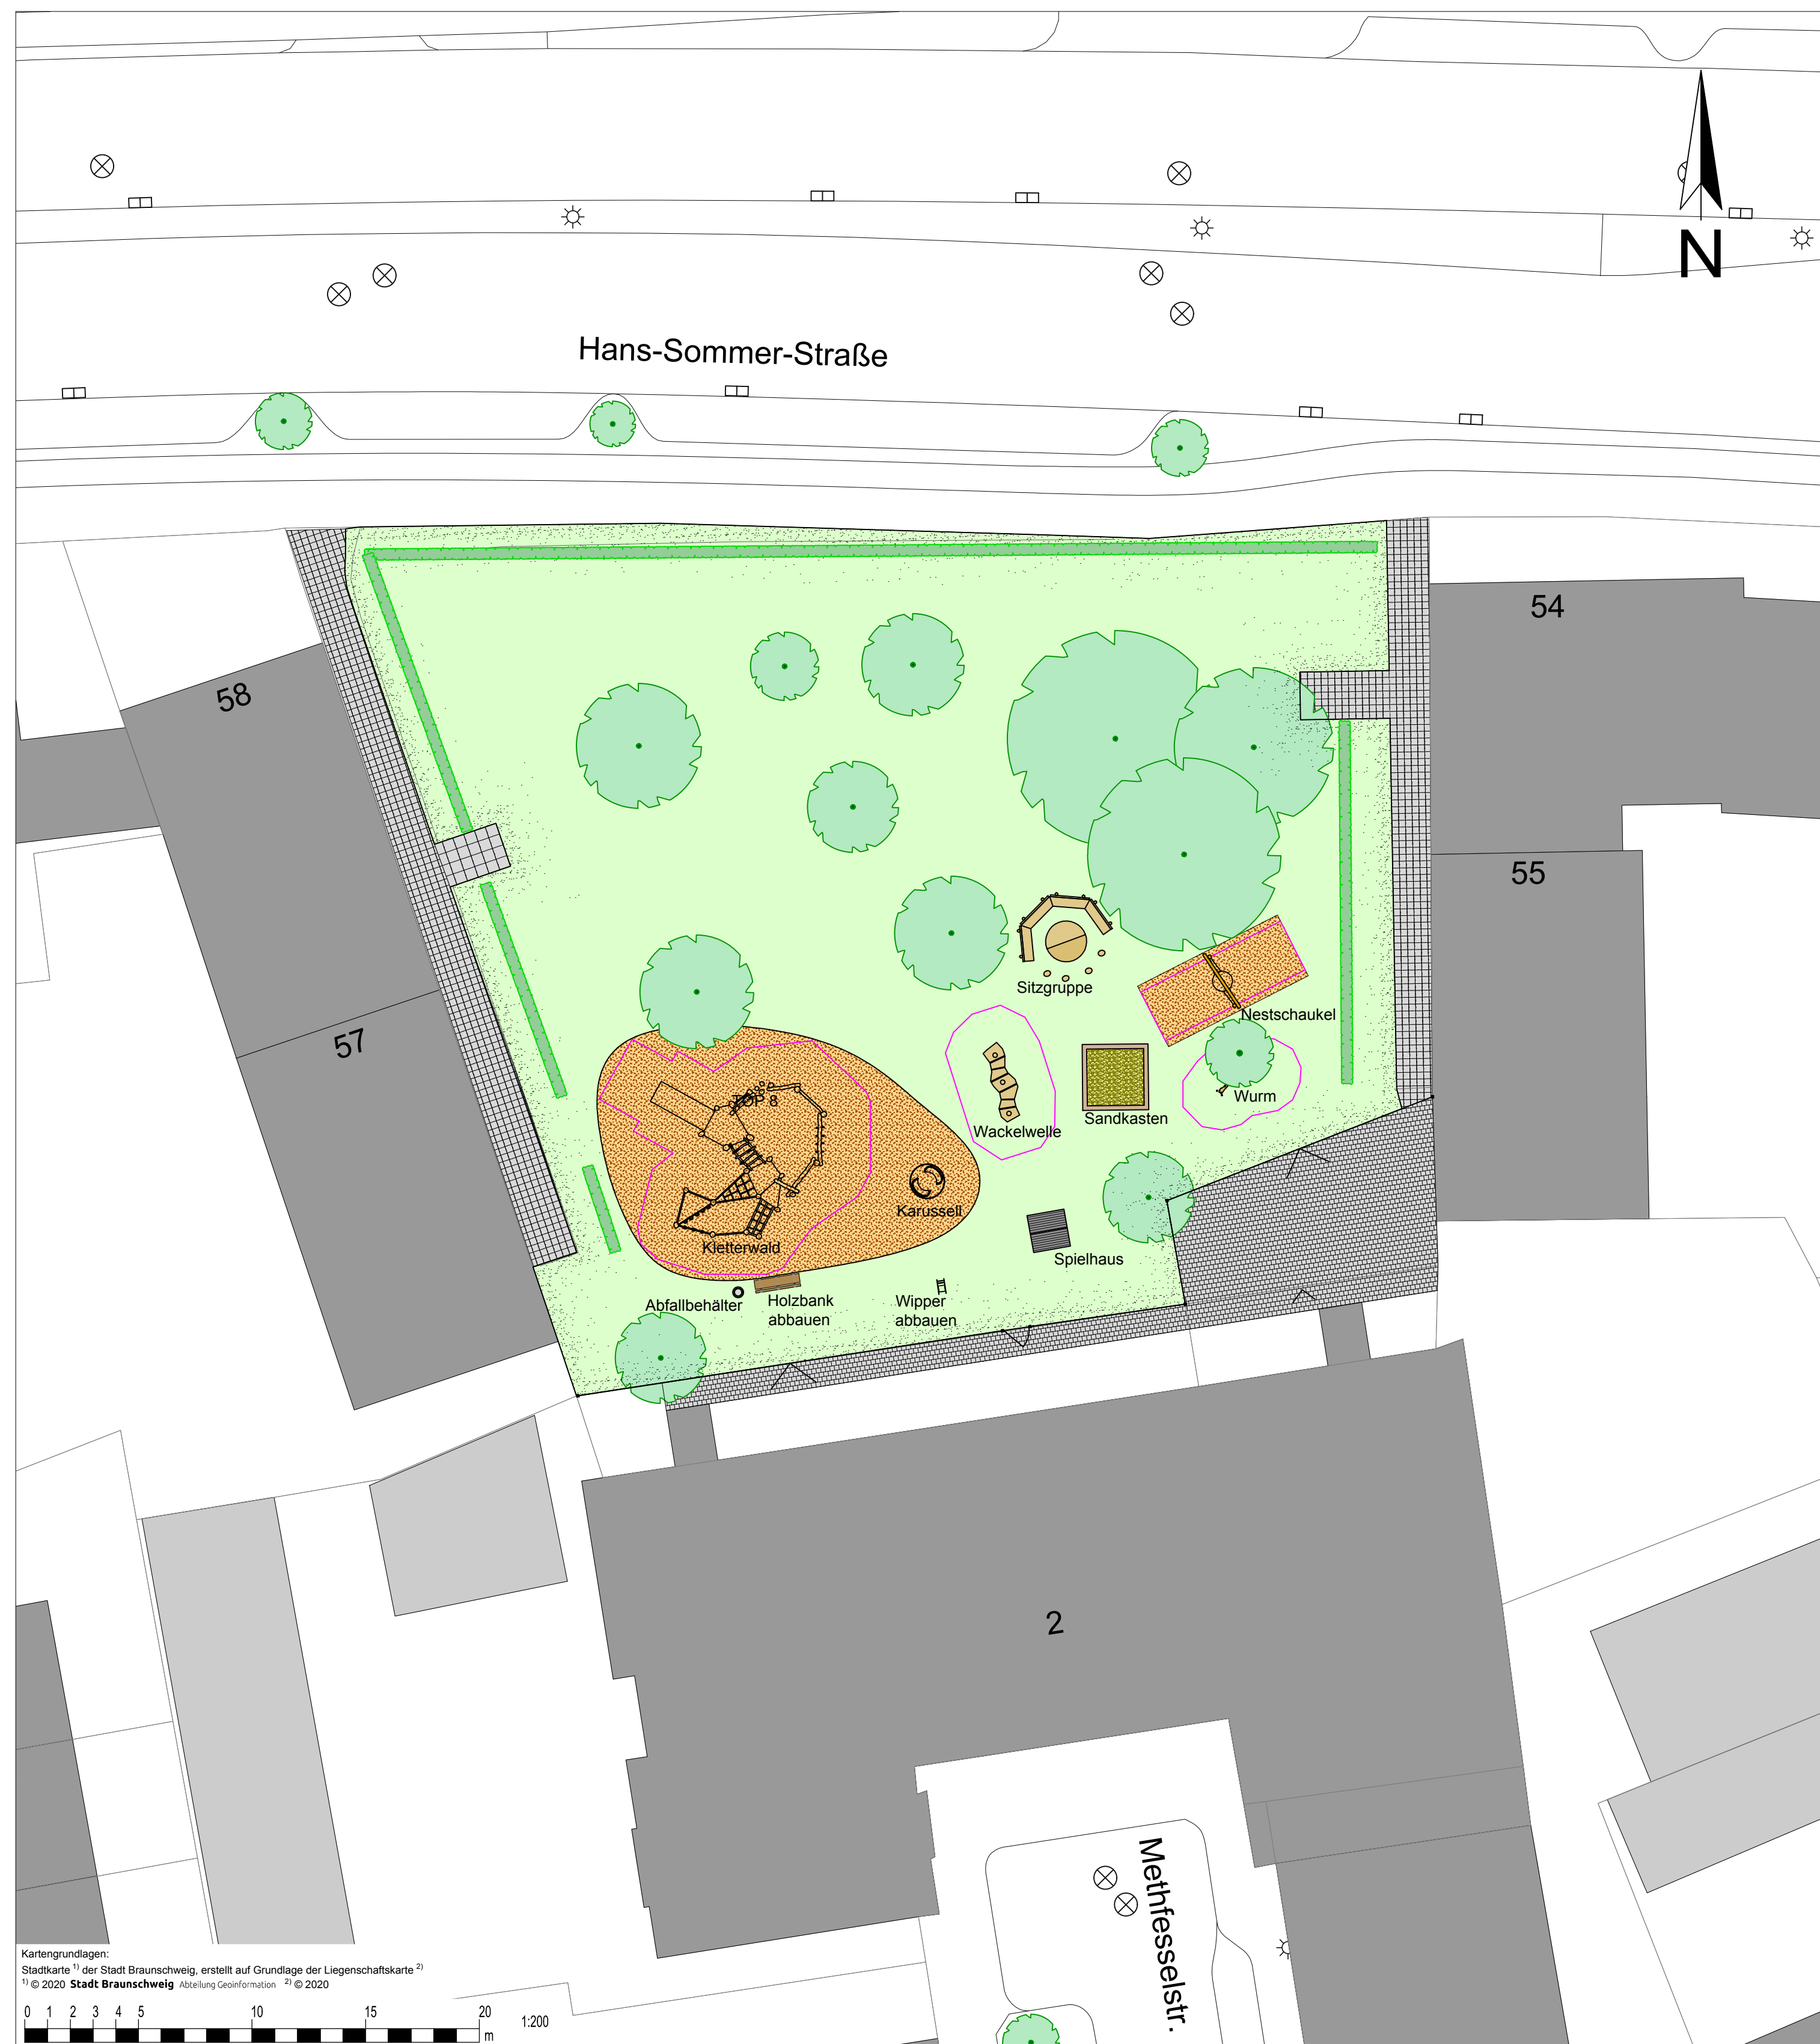 N
Hans-Sommer-Straße
54
58
55
Sitzgruppe
Nestschaukel
57
TOP 8
Wurm
Sandkasten
Wackelwelle
Karussell
Kletterwald
Spielhaus
Abfallbehälter
Holzbank
abbauen
Wipper
abbauen
2
Methfesselstr.
Kartengrundlagen:
Stadtkarte 1) der Stadt Braunschweig, erstellt auf Grundlage der Liegenschaftskarte 2)
1) © 2020 Stadt Braunschweig Abteilung Geoinformation 2) © 2020
0 1 2 3 4 5 10 15 20
m
1:200